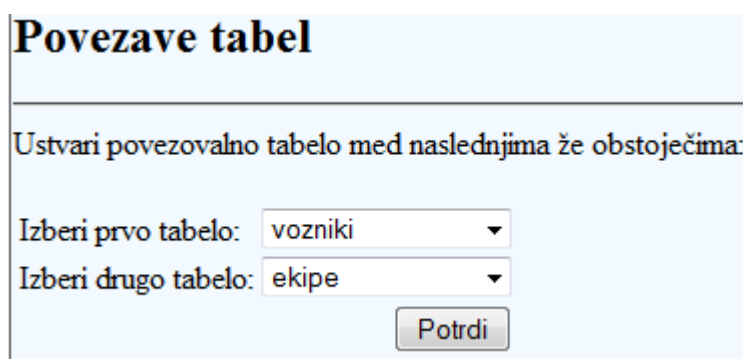 Povezave tabel
Ustvari povezovalno tabelo med naslednjima že obstoječima:
Izberi prvo tabelo: vozniki
Izberi drugo tabelo: ekipe
Potrdi